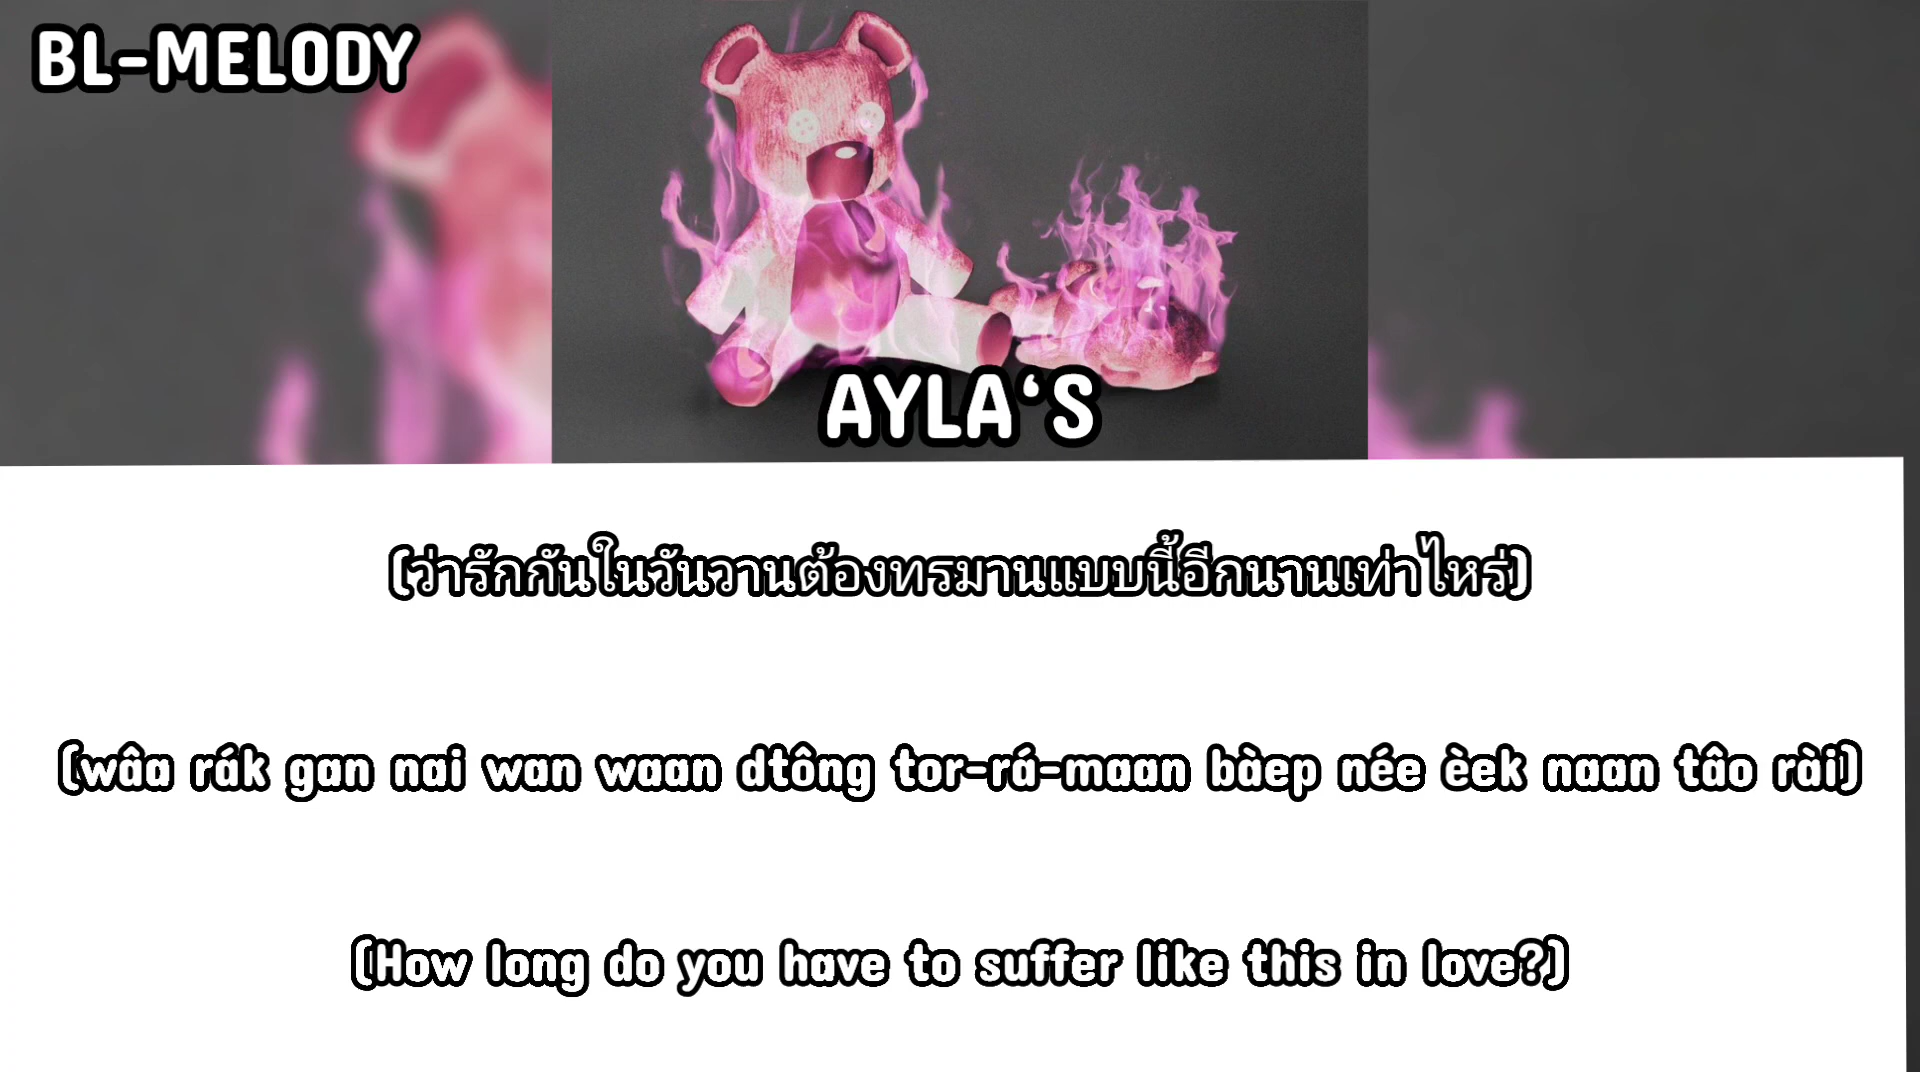 BL-MELODY
AYLA‘S
(ว่ารักกันในวันวานต้องทรมานแบบนี้อีกนานเท่าไหร่)
(wâa rák gan nai wan waan dtông tor-rá-maan bàep née èek naan tâo rài)
(How long do you have to suffer like this in love?)